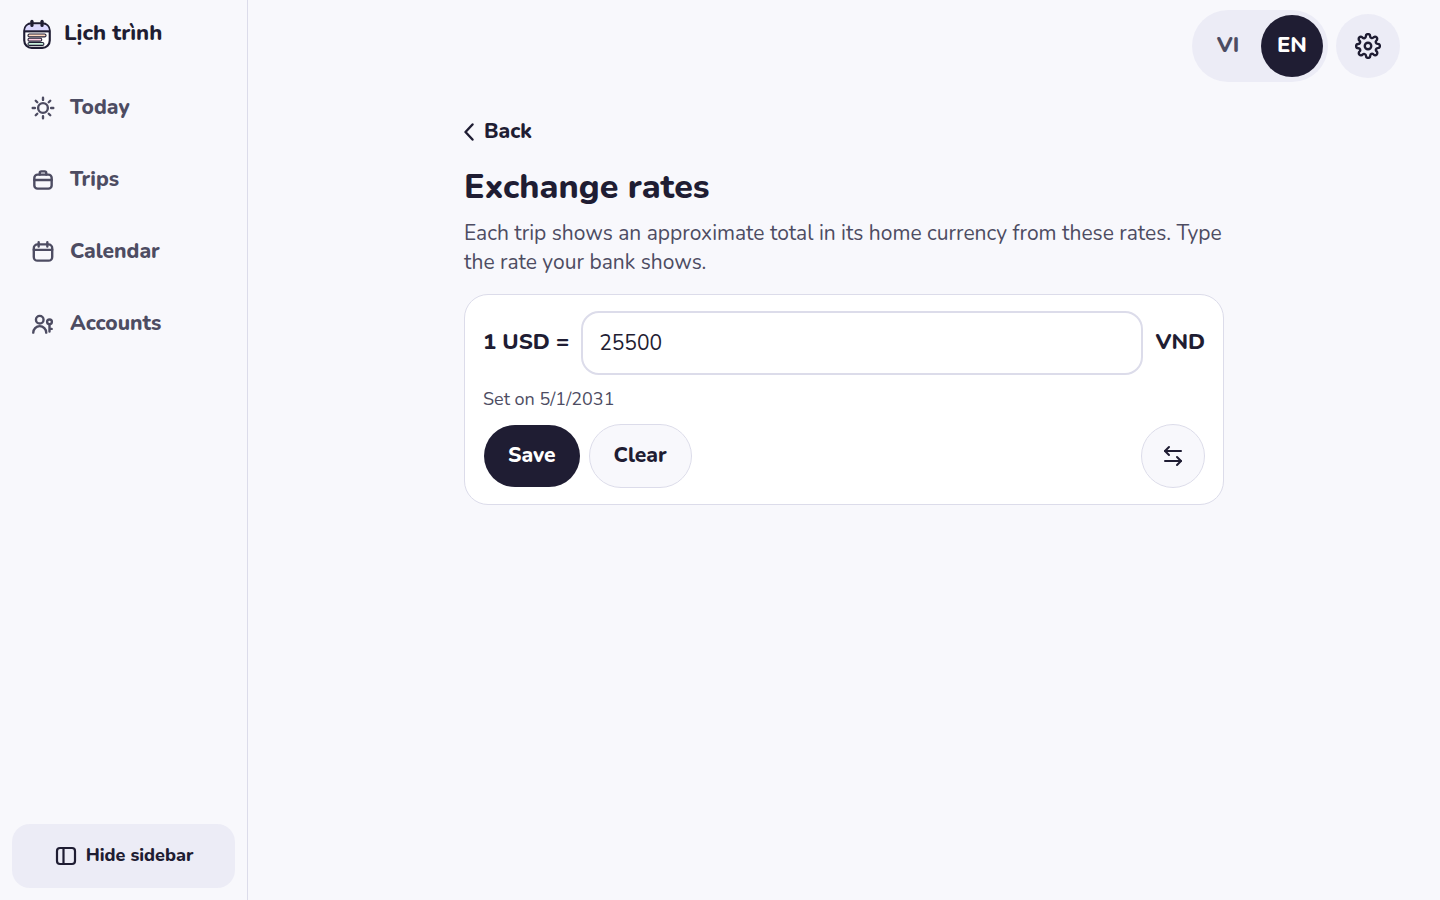 Lịch trình
VI
EN
Today
Trips
Calendar
Accounts
Back
Exchange rates
Each trip shows an approximate total in its home currency from these rates. Type
the rate your bank shows.
1 USD =
25500
VND
Set on 5/1/2031
Save
Clear
Hide sidebar